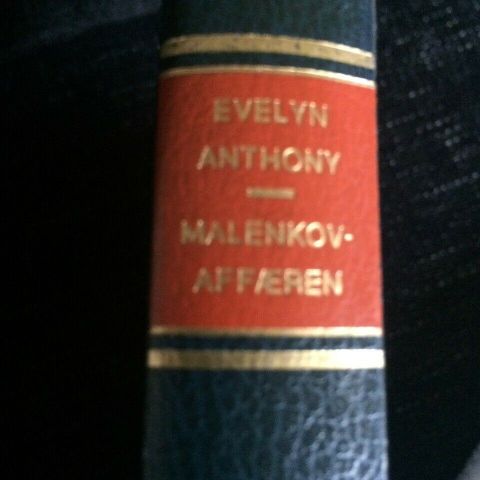 EVELYN
ANTHONY
MALENKOV-
AFFÆREN